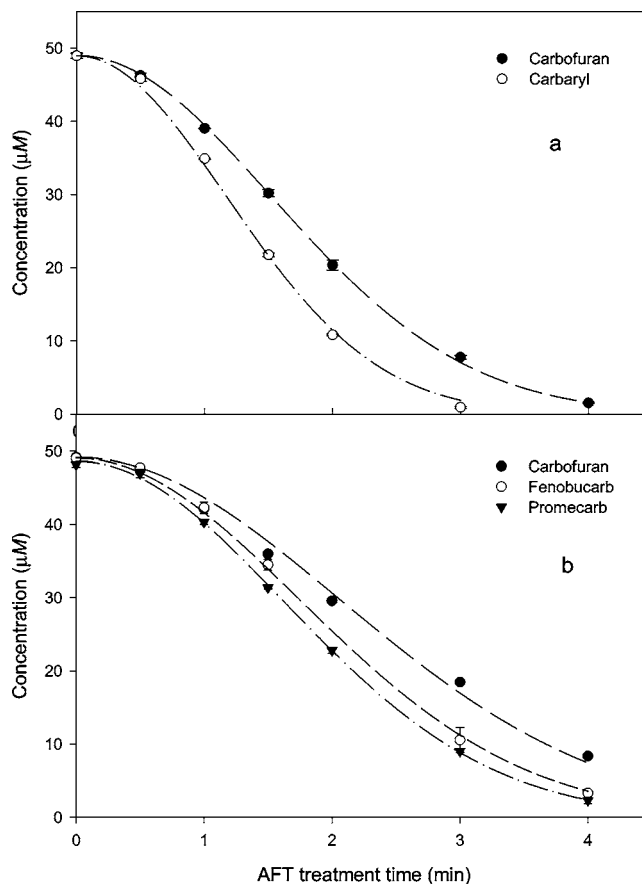 50
40
30
20
10
0
Concentration (μM)
Carbofuran
Carbaryl
a
50
40
30
20
10
0
Concentration (μM)
Carbofuran
Fenobucarb
Promecarb
b
0 1 2 3 4
AFT treatment time (min)